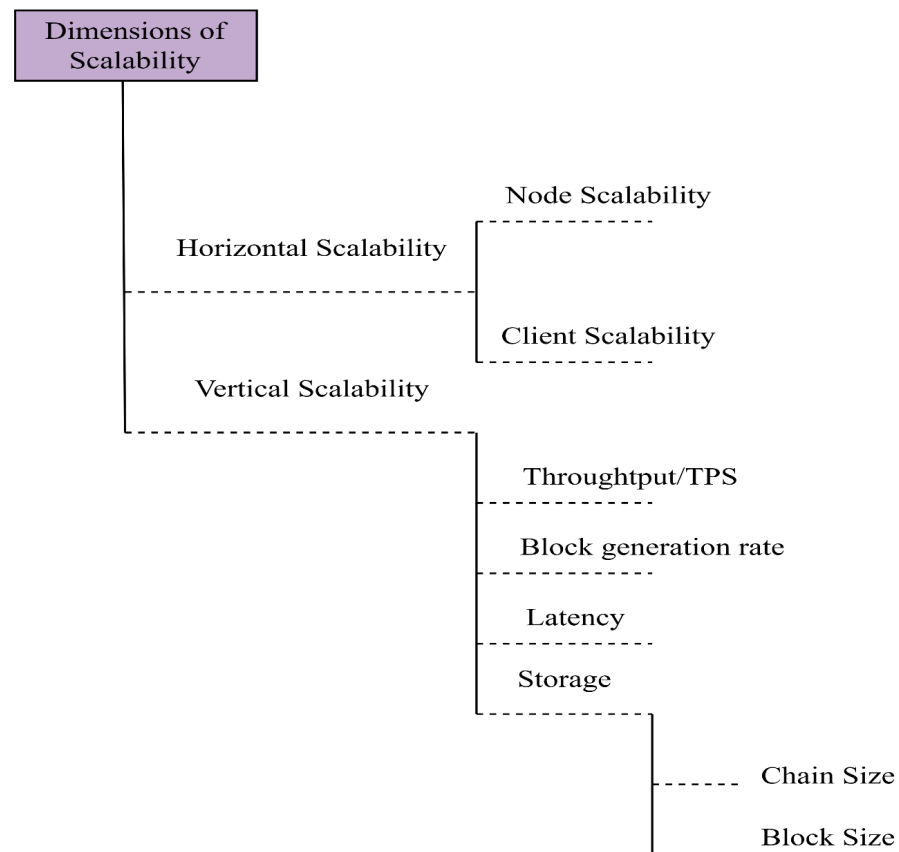 Dimensions of
Scalability
Node Scalability
Horizontal Scalability
Client Scalability
Vertical Scalability
Throughtput/TPS
Block generation rate
Latency
Storage
Chain Size
Block Size